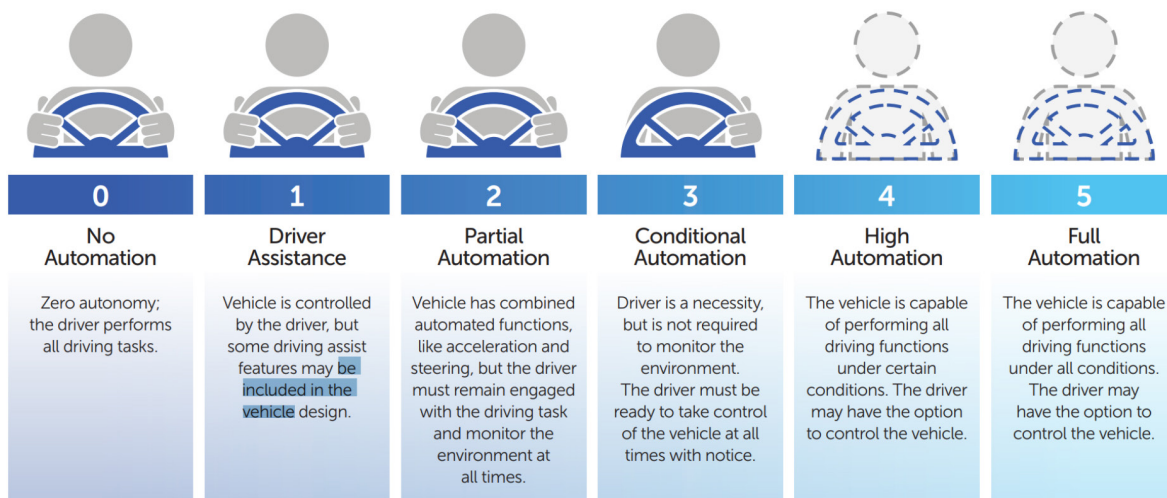 0
No
Automation
Zero autonomy;
the driver performs
all driving tasks.
1
Driver
Assistance
Vehicle is controlled
by the driver, but
some driving assist
features may be
included in the
vehicle design.
2
Partial
Automation
Vehicle has combined
automated functions,
like acceleration and
steering, but the driver
must remain engaged
with the driving task
and monitor the
environment at
all times.
3
Conditional
Automation
Driver is a necessity,
but is not required
to monitor the
environment.
The driver must be
ready to take control
of the vehicle at all
times with notice.
4
High
Automation
The vehicle is capable
of performing all
driving functions
under certain
conditions. The driver
may have the option
to control the vehicle.
5
Full
Automation
The vehicle is capable
of performing all
driving functions
under all conditions.
The driver may
have the option to
control the vehicle.